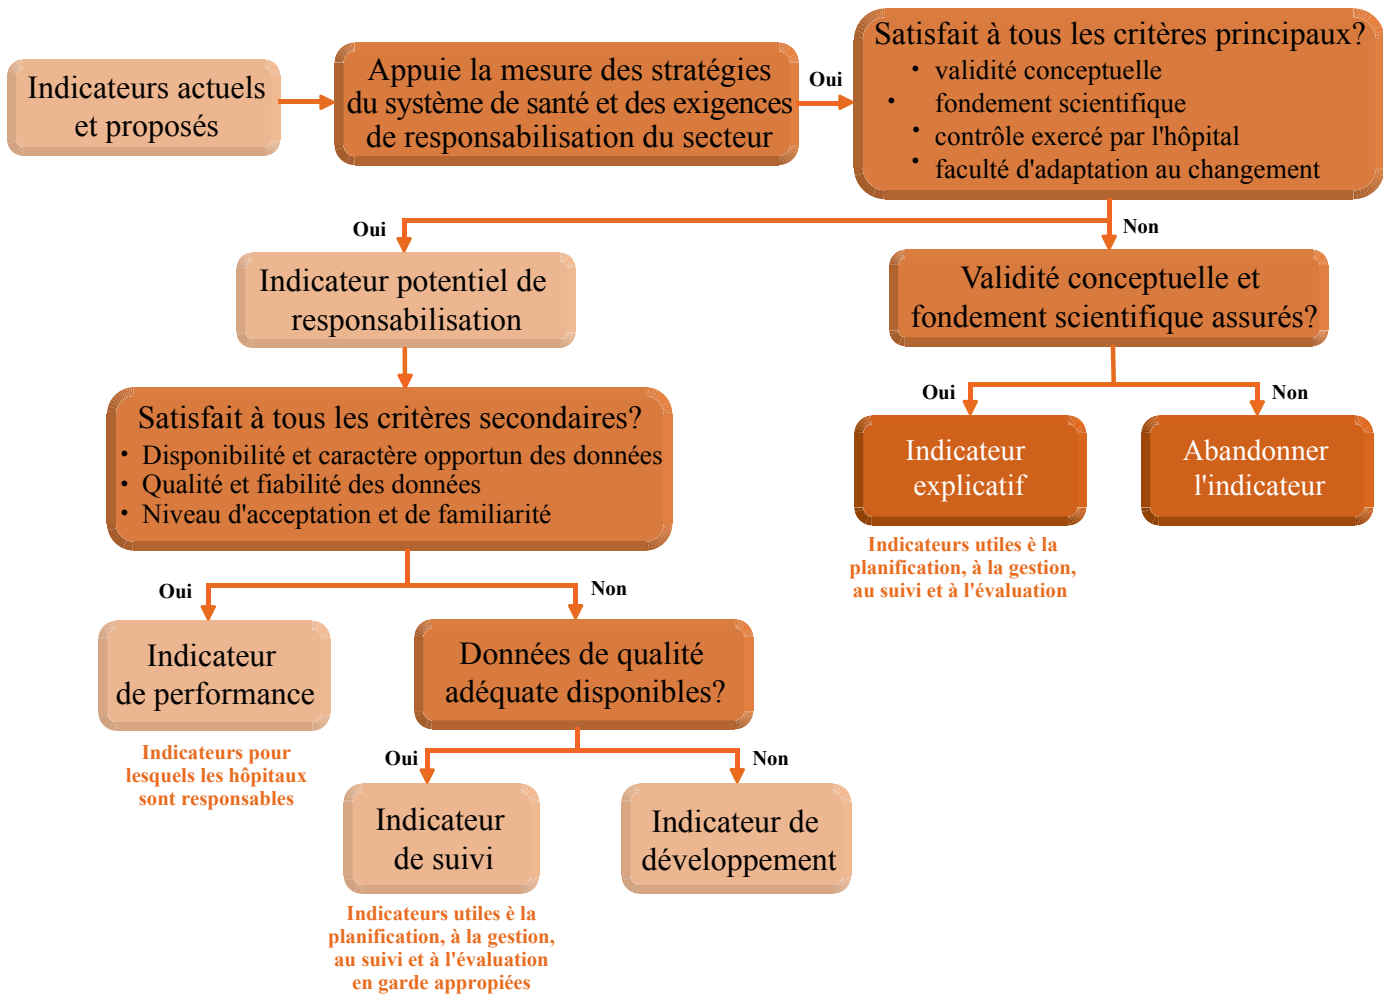 Indicateurs actuels
et proposés
Appuie la mesure des stratégies
du système de santé et des exigences
de responsabilisation du secteur
Oui
Satisfait à tous les critères principaux?
• validité conceptuelle
• fondement scientifique
• contrôle exercé par l'hôpital
• faculté d'adaptation au changement
Oui
Non
Indicateur potentiel de
responsabilisation
Validité conceptuelle et
fondement scientifique assurés?
Oui
Non
Satisfait à tous les critères secondaires?
• Disponibilité et caractère opportun des données
• Qualité et fiabilité des données
• Niveau d'acceptation et de familiarité
Indicateur
explicatif
Abandonner
l'indicateur
Indicateurs utiles è la
planification, à la gestion,
au suivi et à l'évaluation
Oui
Non
Indicateur
de performance
Données de qualité
adéquate disponibles?
Indicateurs pour
lesquels les hôpitaux
sont responsables
Oui
Non
Indicateur
de suivi
Indicateur de
développement
Indicateurs utiles è la
planification, à la gestion,
au suivi et à l'évaluation
en garde appropiées